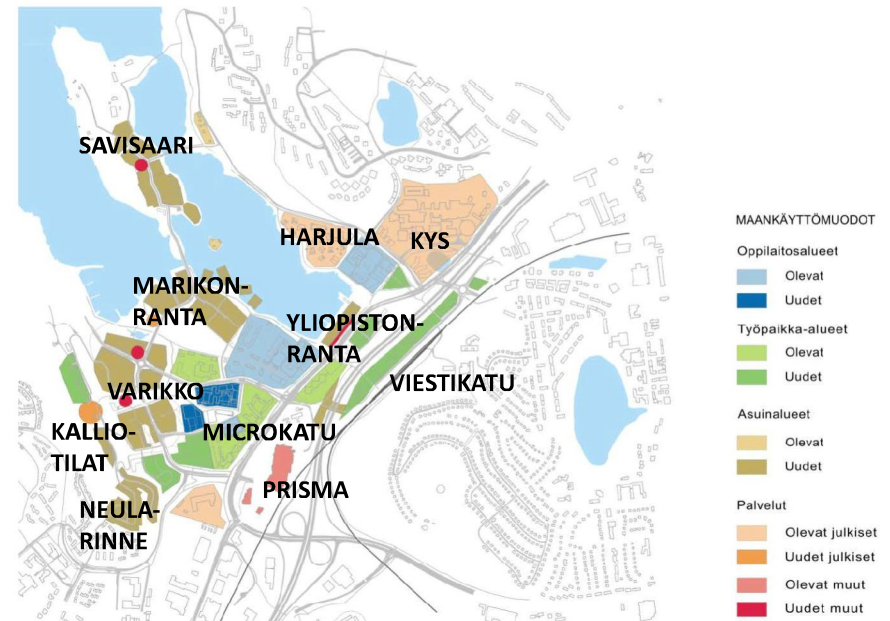 SAVISAARI
HARJULA
KYS
MARIKON-
RANTA
YLIOPISTON-
RANTA
VIESTIKATU
VARIKKO
KALLIO-
TILAT
MICROKATU
PRISMA
NEULA-
RINNE
MAANKÄYTTÖMUODOT
Oppilaitosalueet
Olevat
Uudet
Työpaikka-alueet
Olevat
Uudet
Asuinalueet
Olevat
Uudet
Palvelut
Olevat julkiset
Uudet julkiset
Olevat muut
Uudet muut